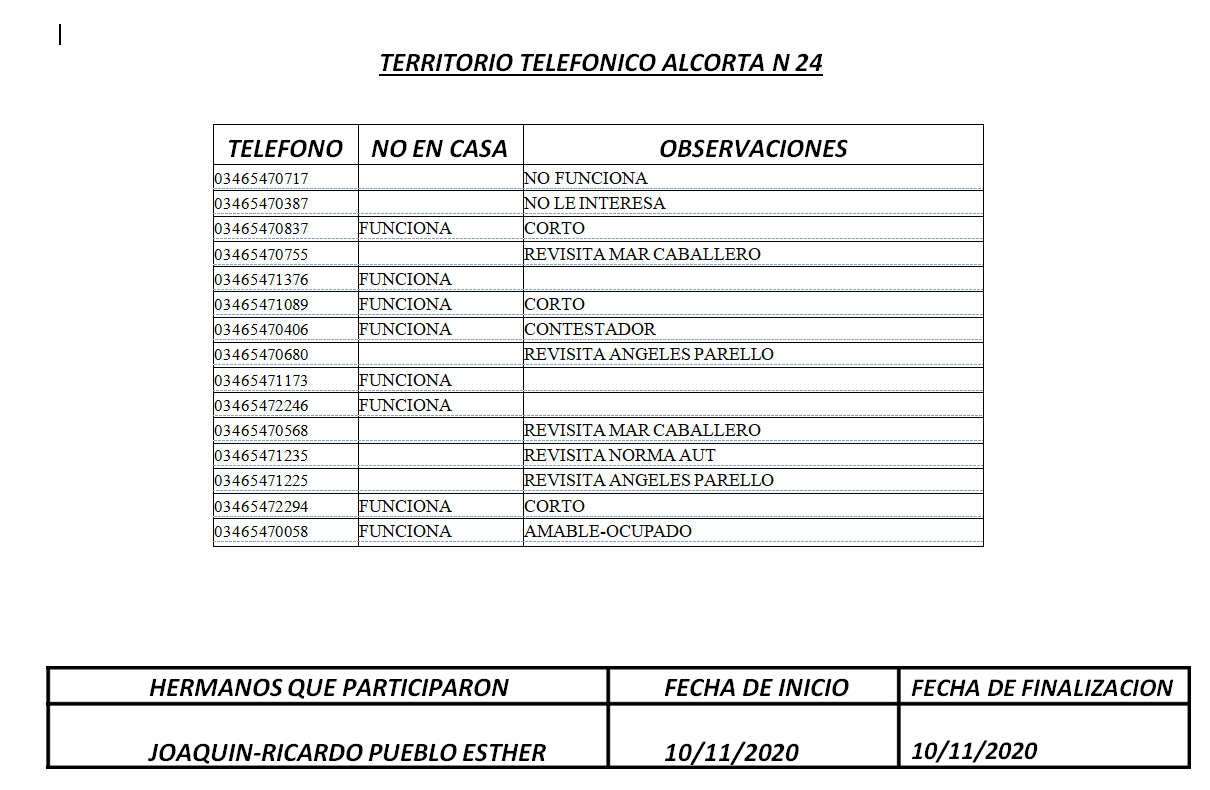 TERRITORIO TELEFONICO ALCORTA N 24
TELEFONO NO EN CASA OBSERVACIONES
03465470717 NO FUNCIONA
03465470387 NO LE INTERESA
03465470837 FUNCIONA CORTO
03465470755 REVISITA MAR CABALLERO
03465471376 FUNCIONA
03465471089 FUNCIONA CORTO
03465470406 FUNCIONA CONTESTADOR
03465470680 REVISITA ANGELES PARELLO
03465471173 FUNCIONA
03465472246 FUNCIONA
03465470568 REVISITA MAR CABALLERO
03465471235 REVISITA NORMA AUT
03465471225 REVISITA ANGELES PARELLO
03465472294 FUNCIONA CORTO
03465470058 FUNCIONA AMABLE-OCUPADO
HERMANOS QUE PARTICIPARON FECHA DE INICIO FECHA DE FINALIZACION
JOAQUIN-RICARDO PUEBLO ESTHER 10/11/2020 10/11/2020